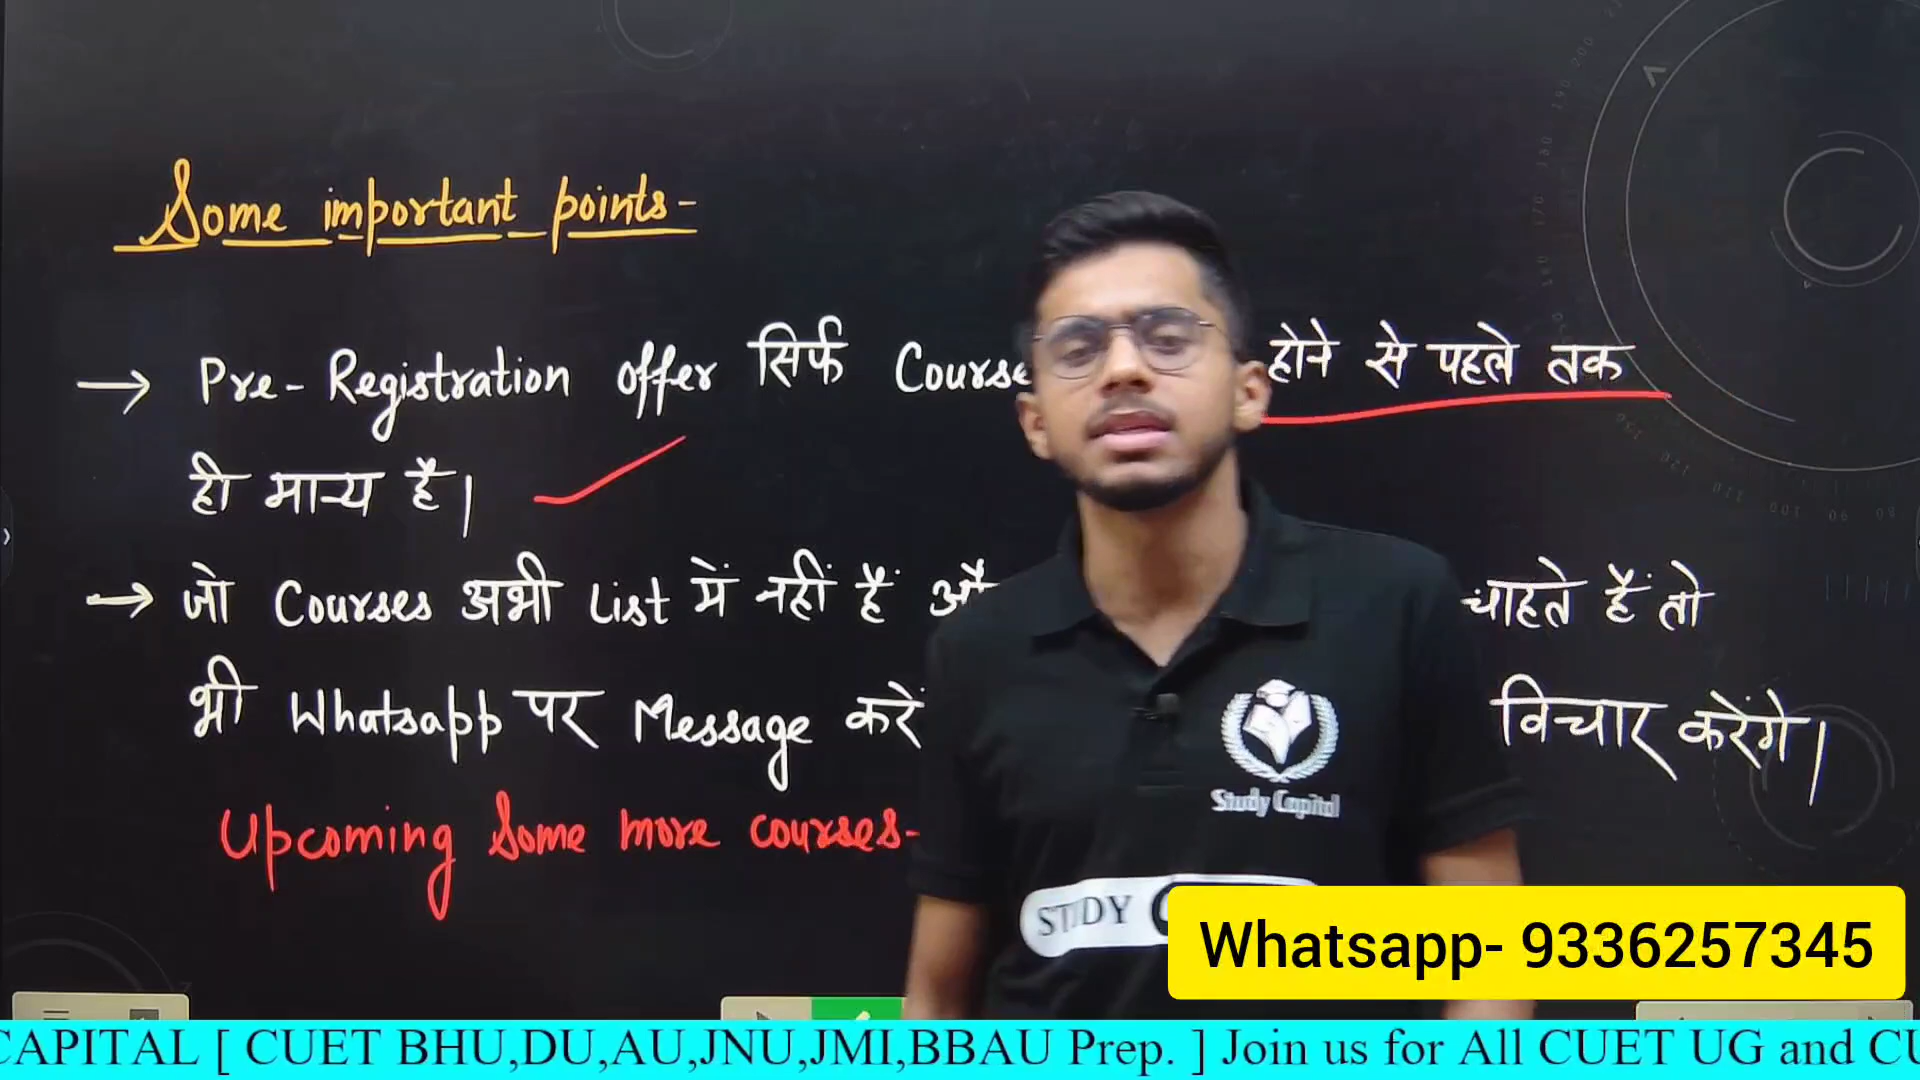 Some important points-
→ Pre-Registration offer सिर्फ Course होने से पहले तक
ही मान्य है।
→ जो Courses अभी List में नहीं हैं चाहते हैं तो
भी Whatsapp पर Message करें विचार करेंगे।
Upcoming Some more courses-
Study Capital
STUDY
Whatsapp- 9336257345
CAPITAL [ CUET BHU,DU,AU,JNU,JMI,BBAU Prep. ] Join us for All CUET UG and CU